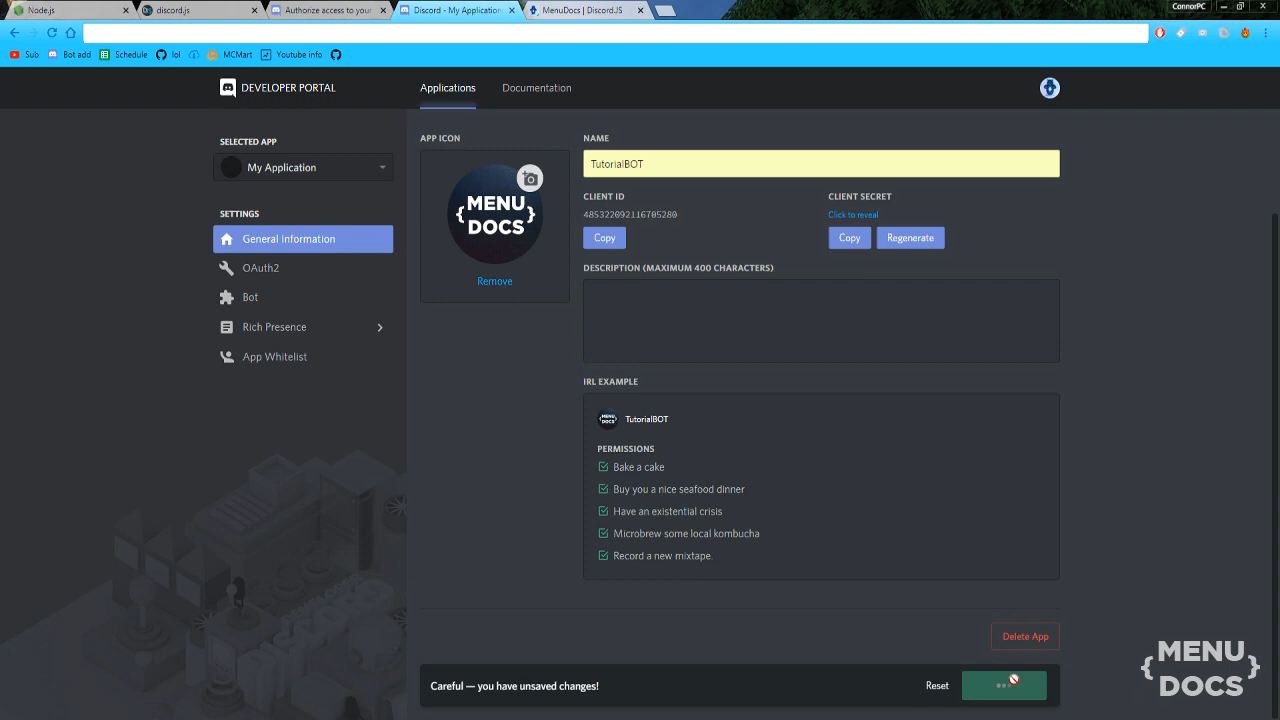 Node.js
discord.js
Authorize access to your
Discord - My Application
MenuDocs | DiscordJS
ConnorPC
Sub
Bot add
Schedule
lol
MCMart
Youtube info
DEVELOPER PORTAL
Applications
Documentation
SELECTED APP
My Application
SETTINGS
General Information
OAuth2
Bot
Rich Presence
App Whitelist
APP ICON
{MENU
DOCS}
Remove
NAME
TutorialBOT
CLIENT ID
485322092116705280
Copy
CLIENT SECRET
Click to reveal
Copy
Regenerate
DESCRIPTION (MAXIMUM 400 CHARACTERS)
IRL EXAMPLE
MENU
DOCS
TutorialBOT
PERMISSIONS
Bake a cake
Buy you a nice seafood dinner
Have an existential crisis
Microbrew some local kombucha
Record a new mixtape.
Delete App
Careful — you have unsaved changes!
Reset
{MENU
DOCS}